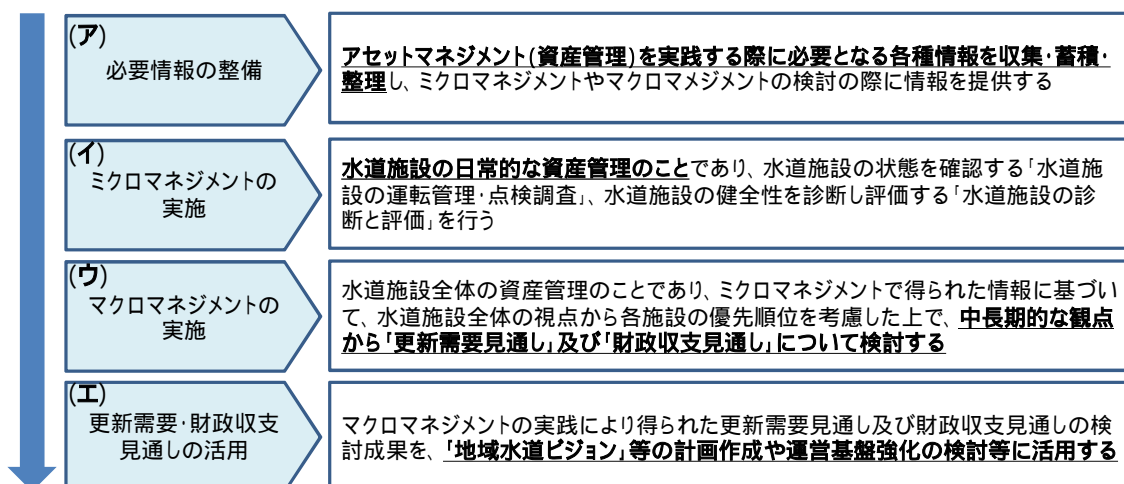 (ア)
必要情報の整備
アセットマネジメント(資産管理)を実践する際に必要となる各種情報を収集・蓄積・
整理し、ミクロマネジメントやマクロマメジメントの検討の際に情報を提供する
(イ)
ミクロマネジメントの
実施
水道施設の日常的な資産管理のことであり、水道施設の状態を確認する「水道施
設の運転管理・点検調査」、水道施設の健全性を診断し評価する「水道施設の診
断と評価」を行う
(ウ)
マクロマネジメントの
実施
水道施設全体の資産管理のことであり、ミクロマネジメントで得られた情報に基づい
て、水道施設全体の視点から各施設の優先順位を考慮した上で、中長期的な観点
から「更新需要見通し」及び「財政収支見通し」について検討する
(エ)
更新需要・財政収支
見通しの活用
マクロマネジメントの実践により得られた更新需要見通し及び財政収支見通しの検
討成果を、「地域水道ビジョン」等の計画作成や運営基盤強化の検討等に活用する